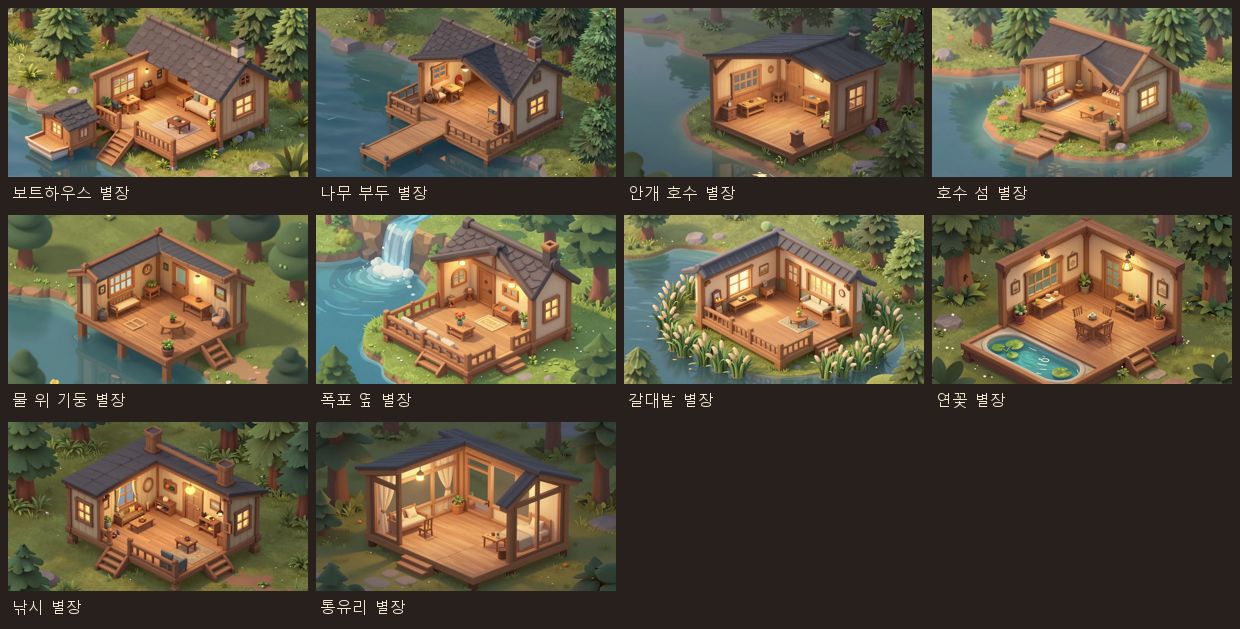 보트하우스 별장
나무 부두 별장
안개 호수 별장
호수 섬 별장
물 위 기둥 별장
폭포 옆 별장
갈대밭 별장
연꽃 별장
낚시 별장
통유리 별장